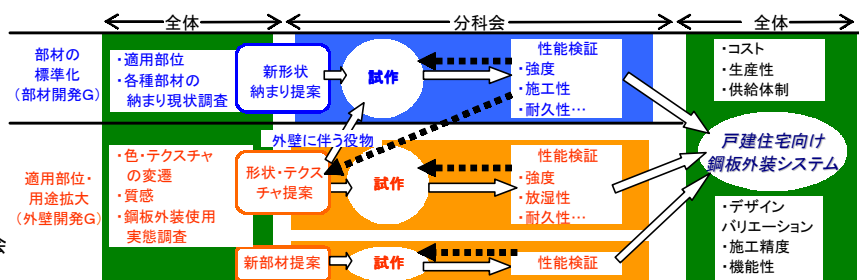 全体
分科会
全体
部材の
標準化
（部材開発G）
・適用部位
・各種部材の
納まり現状調査
新形状
納まり提案
試作
性能検証
・強度
・施工性
・耐久性…
・コスト
・生産性
・供給体制
外壁に伴う役物
戸建住宅向け
鋼板外装システム
適用部位・
用途拡大
（外壁開発G）
・色・テクスチャ
の変遷
・質感
・鋼板外装使用
実態調査
形状・テクス
チャ提案
試作
性能検証
・強度
・放湿性
・耐久性…
・デザイン
バリエーション
・施工精度
・機能性
会
新部材提案
試作
性能検証